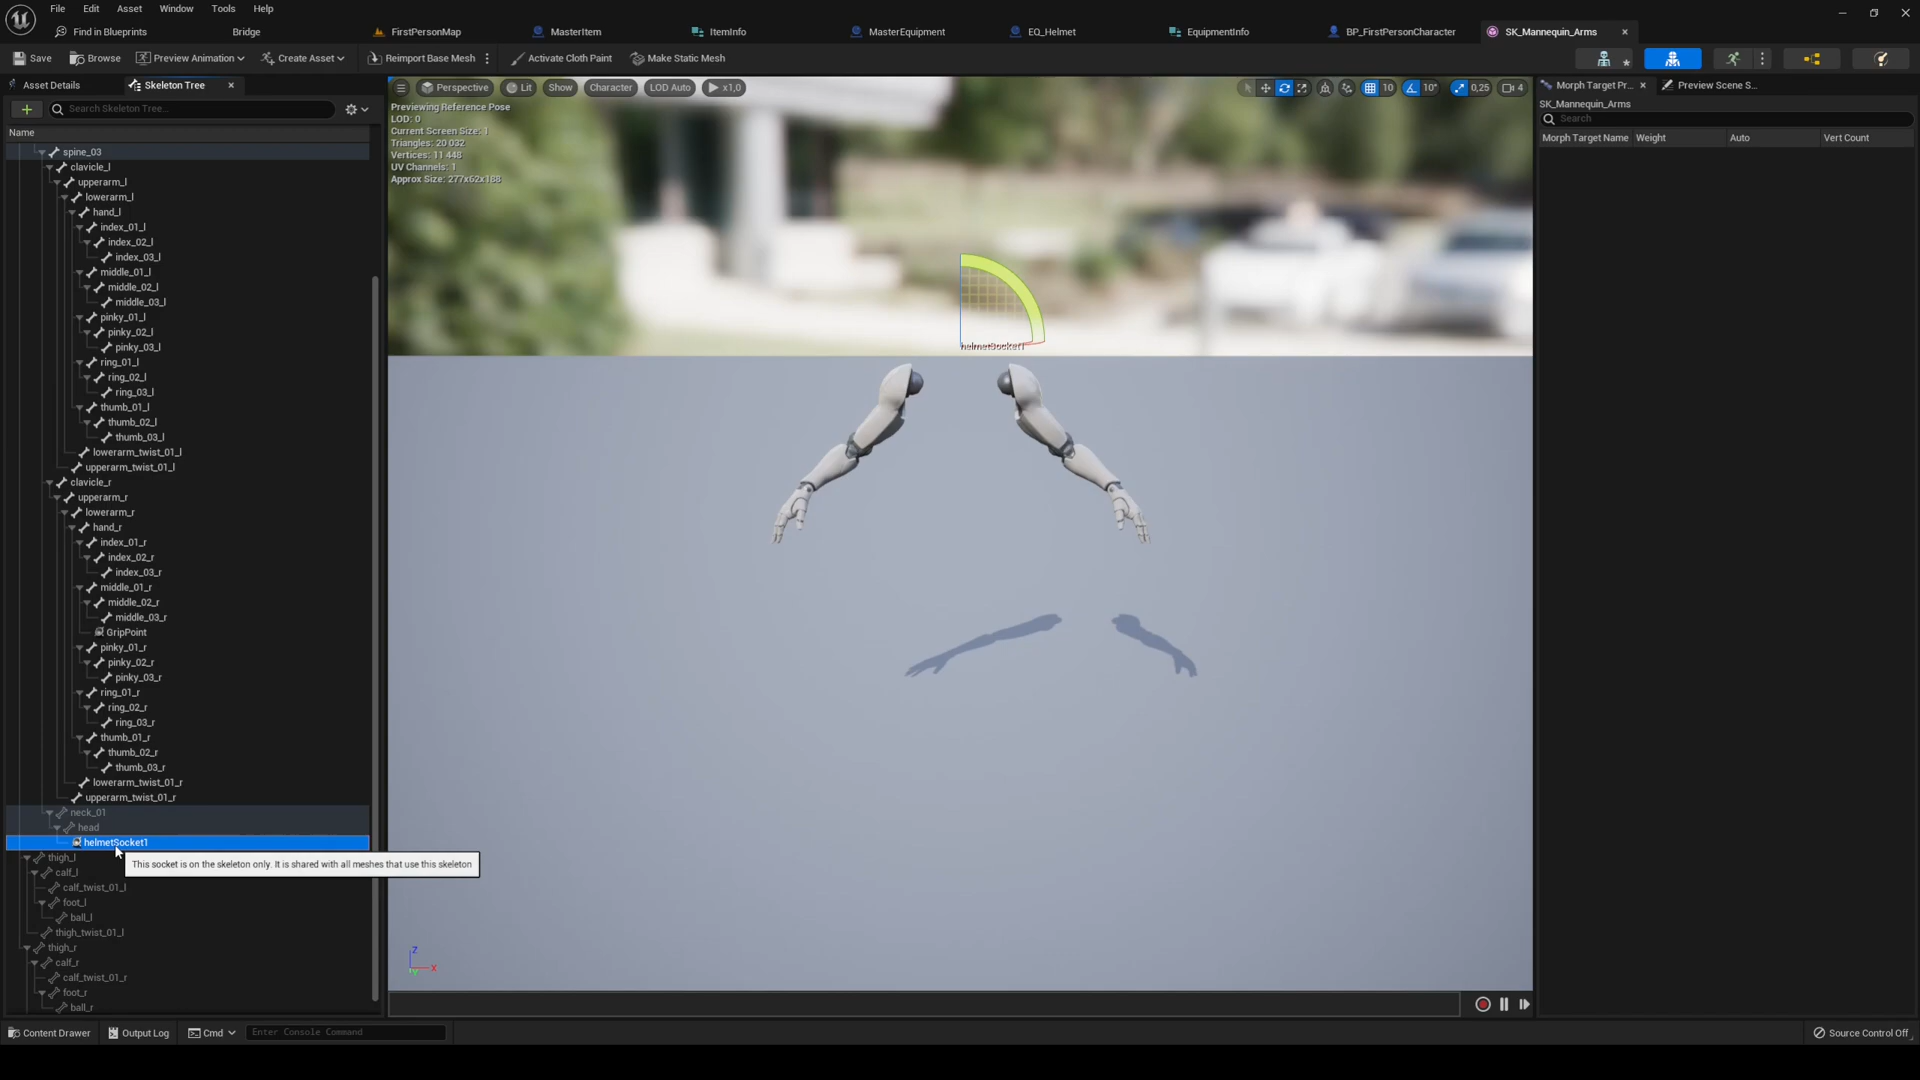 File Edit Asset Window Tools Help
Find in Blueprints Bridge FirstPersonMap MasterItem ItemInfo MasterEquipment EQ_Helmet EquipmentInfo BP_FirstPersonCharacter SK_Mannequin_Arms
Save Browse Preview Animation Create Asset Reimport Base Mesh Activate Cloth Paint Make Static Mesh
Asset Details Skeleton Tree
Search Skeleton Tree...
Name
spine_03
clavicle_l
upperarm_l
lowerarm_l
hand_l
index_01_l
index_02_l
index_03_l
middle_01_l
middle_02_l
middle_03_l
pinky_01_l
pinky_02_l
pinky_03_l
ring_01_l
ring_02_l
ring_03_l
thumb_01_l
thumb_02_l
thumb_03_l
lowerarm_twist_01_l
upperarm_twist_01_l
clavicle_r
upperarm_r
lowerarm_r
hand_r
index_01_r
index_02_r
index_03_r
middle_01_r
middle_02_r
middle_03_r
GripPoint
pinky_01_r
pinky_02_r
pinky_03_r
ring_01_r
ring_02_r
ring_03_r
thumb_01_r
thumb_02_r
thumb_03_r
lowerarm_twist_01_r
upperarm_twist_01_r
neck_01
head
helmetSocket1
This socket is on the skeleton only. It is shared with all meshes that use this skeleton
thigh_l
calf_l
calf_twist_01_l
foot_l
ball_l
thigh_twist_01_l
thigh_r
calf_r
calf_twist_01_r
foot_r
ball_r
Perspective Lit Show Character LOD Auto x1,0 10 10° 0,25 4
Previewing Reference Pose
LOD: 0
Current Screen Size: 1
Triangles: 20 032
Vertices: 11 448
UV Channels: 1
Approx Size: 277x62x188
helmetSocket1
Z
X
Y
Morph Target Pr... Preview Scene S...
SK_Mannequin_Arms
Search
Morph Target Name Weight Auto Vert Count
Content Drawer Output Log Cmd Enter Console Command Source Control Off